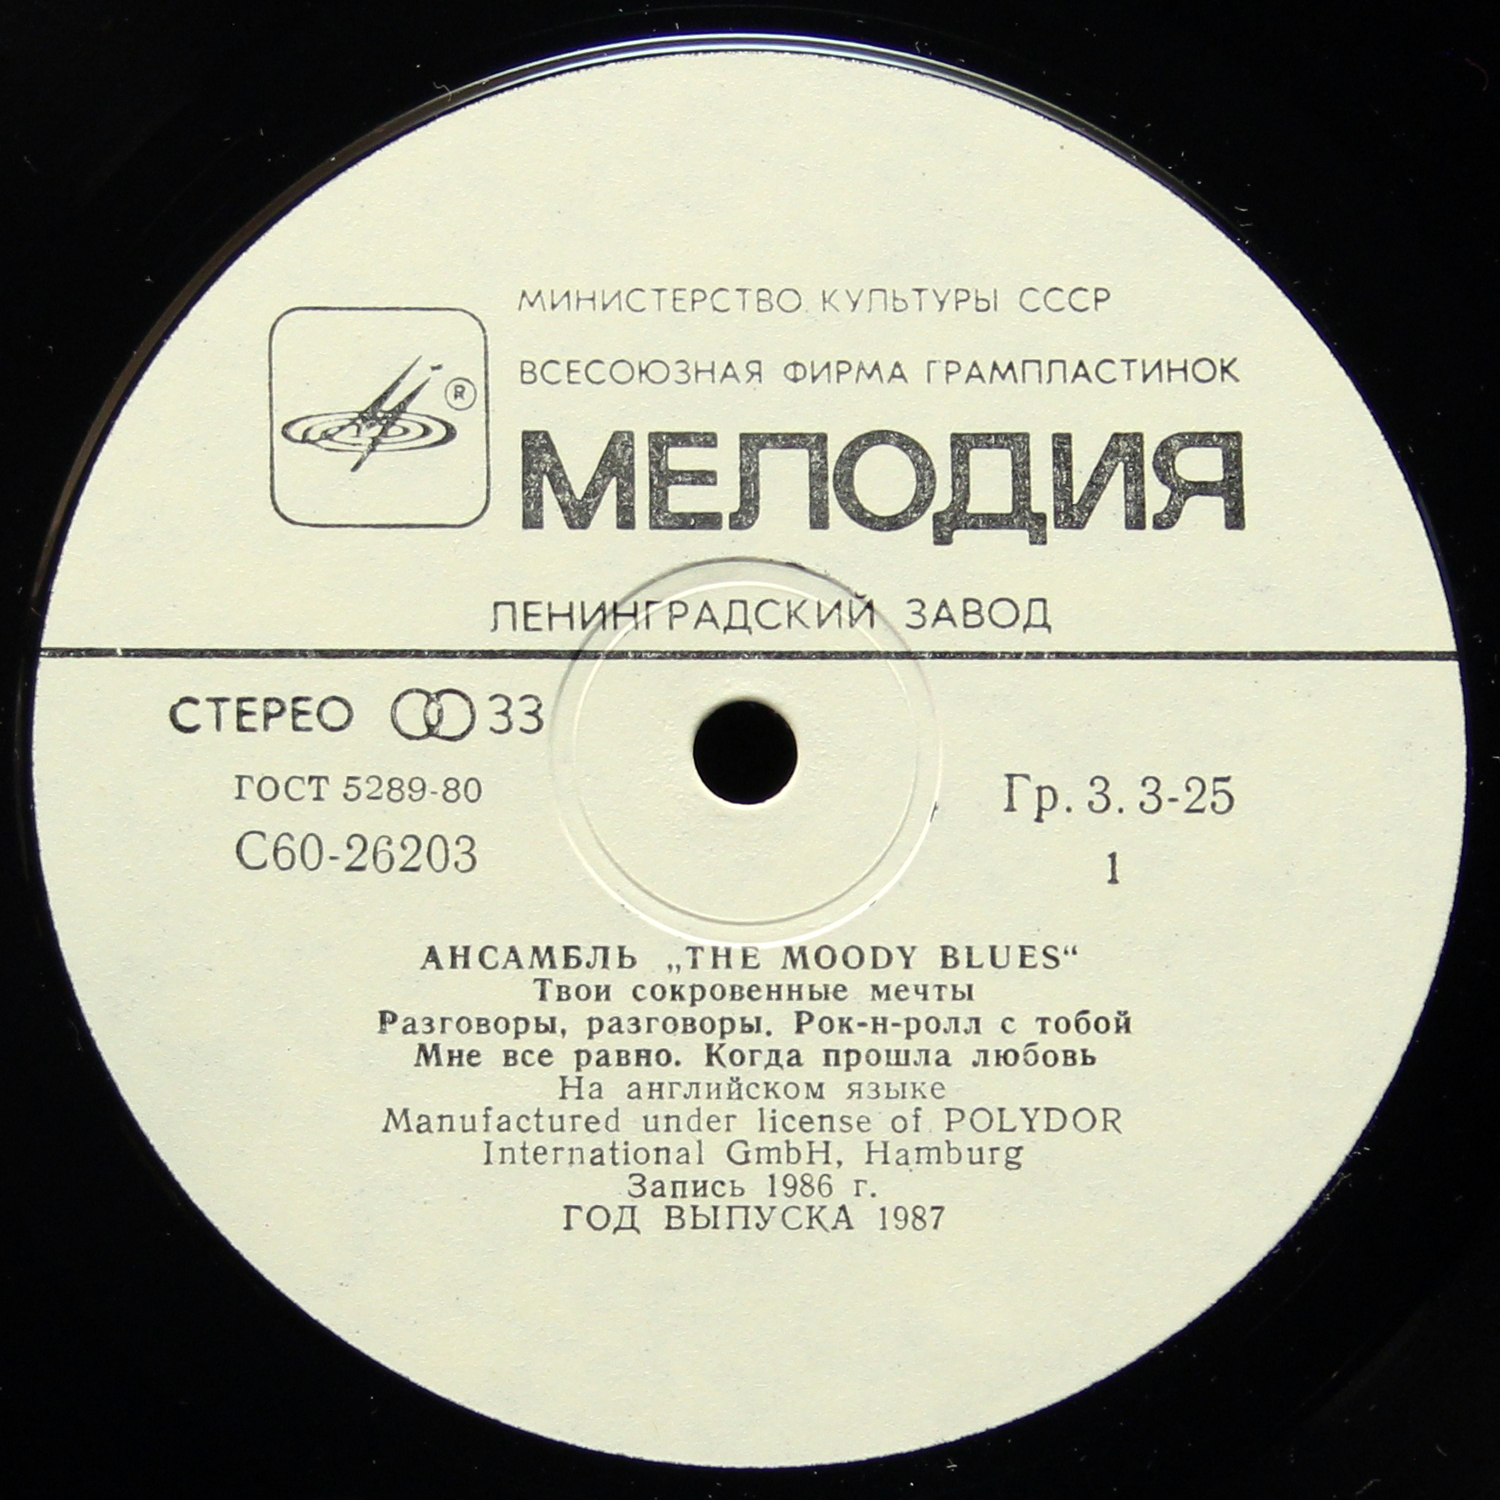 МИНИСТЕРСТВО КУЛЬТУРЫ СССР
ВСЕСОЮЗНАЯ ФИРМА ГРАМПЛАСТИНОК
®
МЕЛОДИЯ
ЛЕНИНГРАДСКИЙ ЗАВОД
СТЕРЕО 33
ГОСТ 5289-80
Гр. 3. 3-25
С60-26203
1
АНСАМБЛЬ „THE MOODY BLUES“
Твои сокровенные мечты
Разговоры, разговоры. Рок-н-ролл с тобой
Мне все равно. Когда прошла любовь
На английском языке
Manufactured under license of POLYDOR
International GmbH, Hamburg
Запись 1986 г.
ГОД ВЫПУСКА 1987